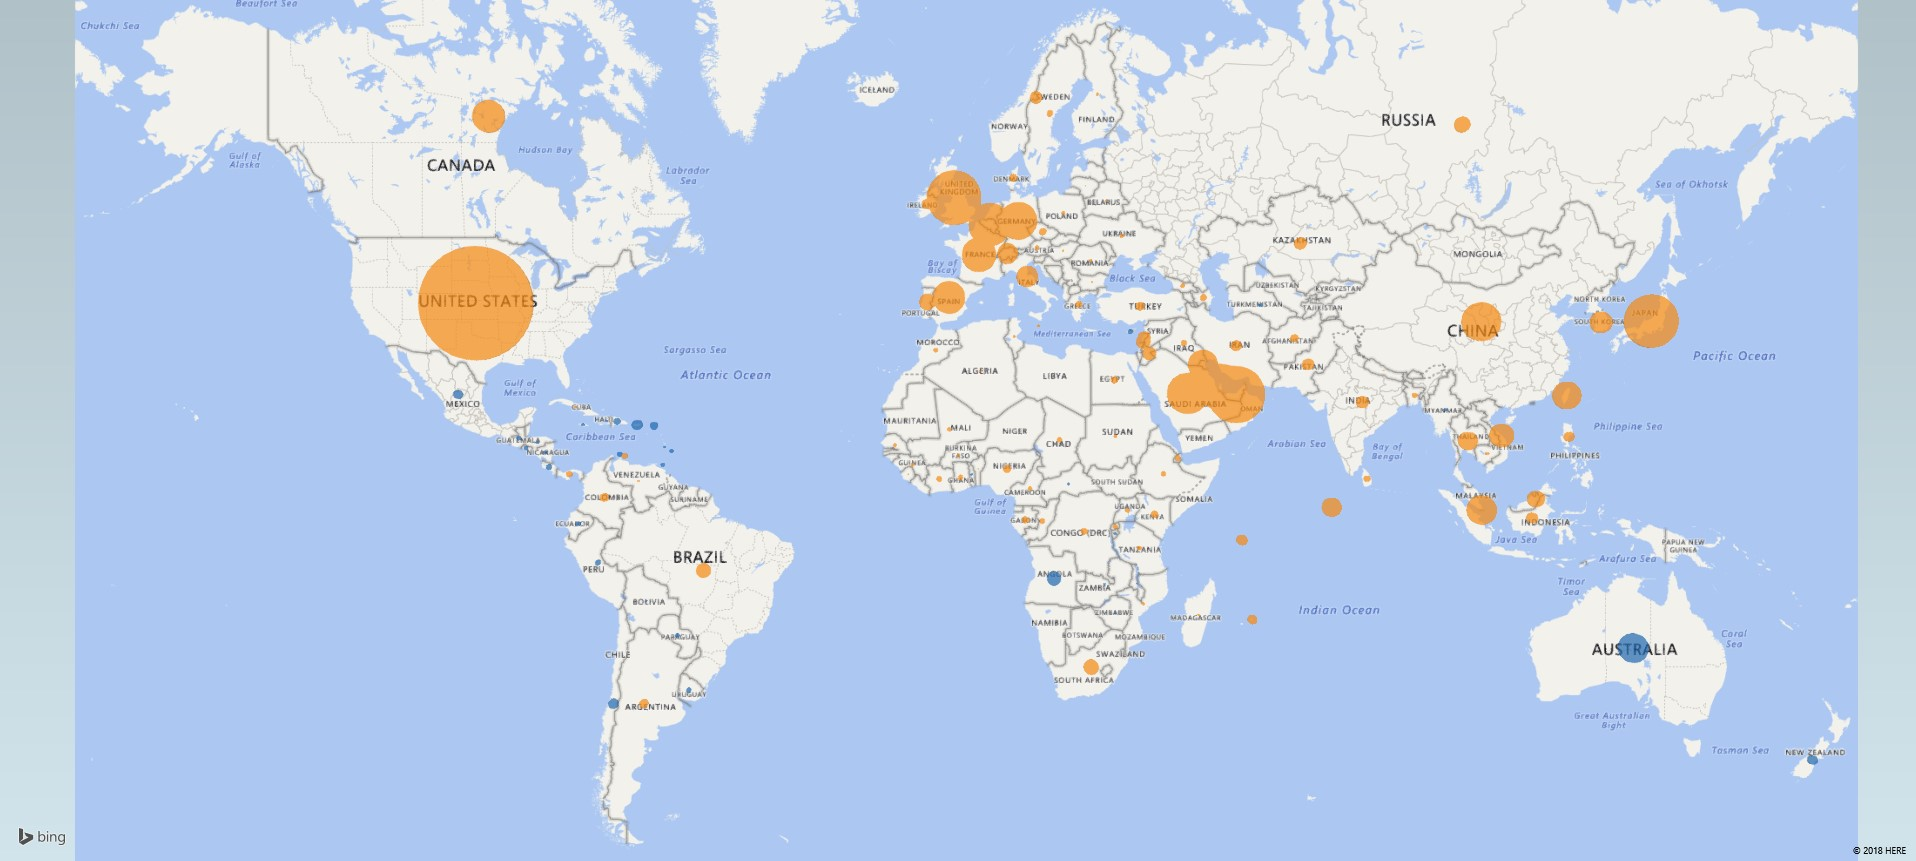 Beaufort Sea
Chukchi Sea
ICELAND
SWEDEN
FINLAND
NORWAY
RUSSIA
Gulf of
Alaska
Hudson Bay
CANADA
Labrador
Sea
DENMARK
UNITED
KINGDOM
IRELAND
Sea of Okhotsk
BELARUS
POLAND
GERMANY
UKRAINE
KAZAKHSTAN
AUSTRIA
FRANCE
MONGOLIA
Bay of
Biscay
ROMANIA
Black Sea
ITALY
UZBEKISTAN
KYRGYZSTAN
UNITED STATES
SPAIN
PORTUGAL
GREECE
TURKEY
TURKMENISTAN
TAJIKISTAN
NORTH KOREA
SOUTH KOREA
JAPAN
CHINA
Mediterranean Sea
SYRIA
MOROCCO
IRAQ
IRAN
AFGHANISTAN
Sargasso Sea
Pacific Ocean
PAKISTAN
Atlantic Ocean
ALGERIA
LIBYA
EGYPT
Gulf of
Mexico
MEXICO
CUBA
SAUDI ARABIA
OMAN
INDIA
MYANMAR
HAITI
MAURITANIA
MALI
NIGER
CHAD
SUDAN
YEMEN
Arabian Sea
Bay of
Bengal
THAILAND
VIETNAM
Philippine Sea
PHILIPPINES
GUATEMALA
Caribbean Sea
NICARAGUA
BURKINA
FASO
GUINEA
GHANA
NIGERIA
VENEZUELA
GUYANA
SURINAME
COLOMBIA
CAMEROON
SOUTH SUDAN
SOMALIA
MALAYSIA
Gulf of
Guinea
UGANDA
KENYA
ECUADOR
GABON
CONGO (DRC)
INDONESIA
Java Sea
PAPUA NEW
GUINEA
BRAZIL
TANZANIA
Arafura Sea
PERU
ANGOLA
ZAMBIA
Timor
Sea
BOLIVIA
ZIMBABWE
MADAGASCAR
Indian Ocean
NAMIBIA
BOTSWANA
MOZAMBIQUE
PARAGUAY
Coral
Sea
CHILE
SWAZILAND
AUSTRALIA
SOUTH AFRICA
URUGUAY
ARGENTINA
Great Australian
Bight
Tasman Sea
NEW ZEALAND
bing
© 2018 HERE